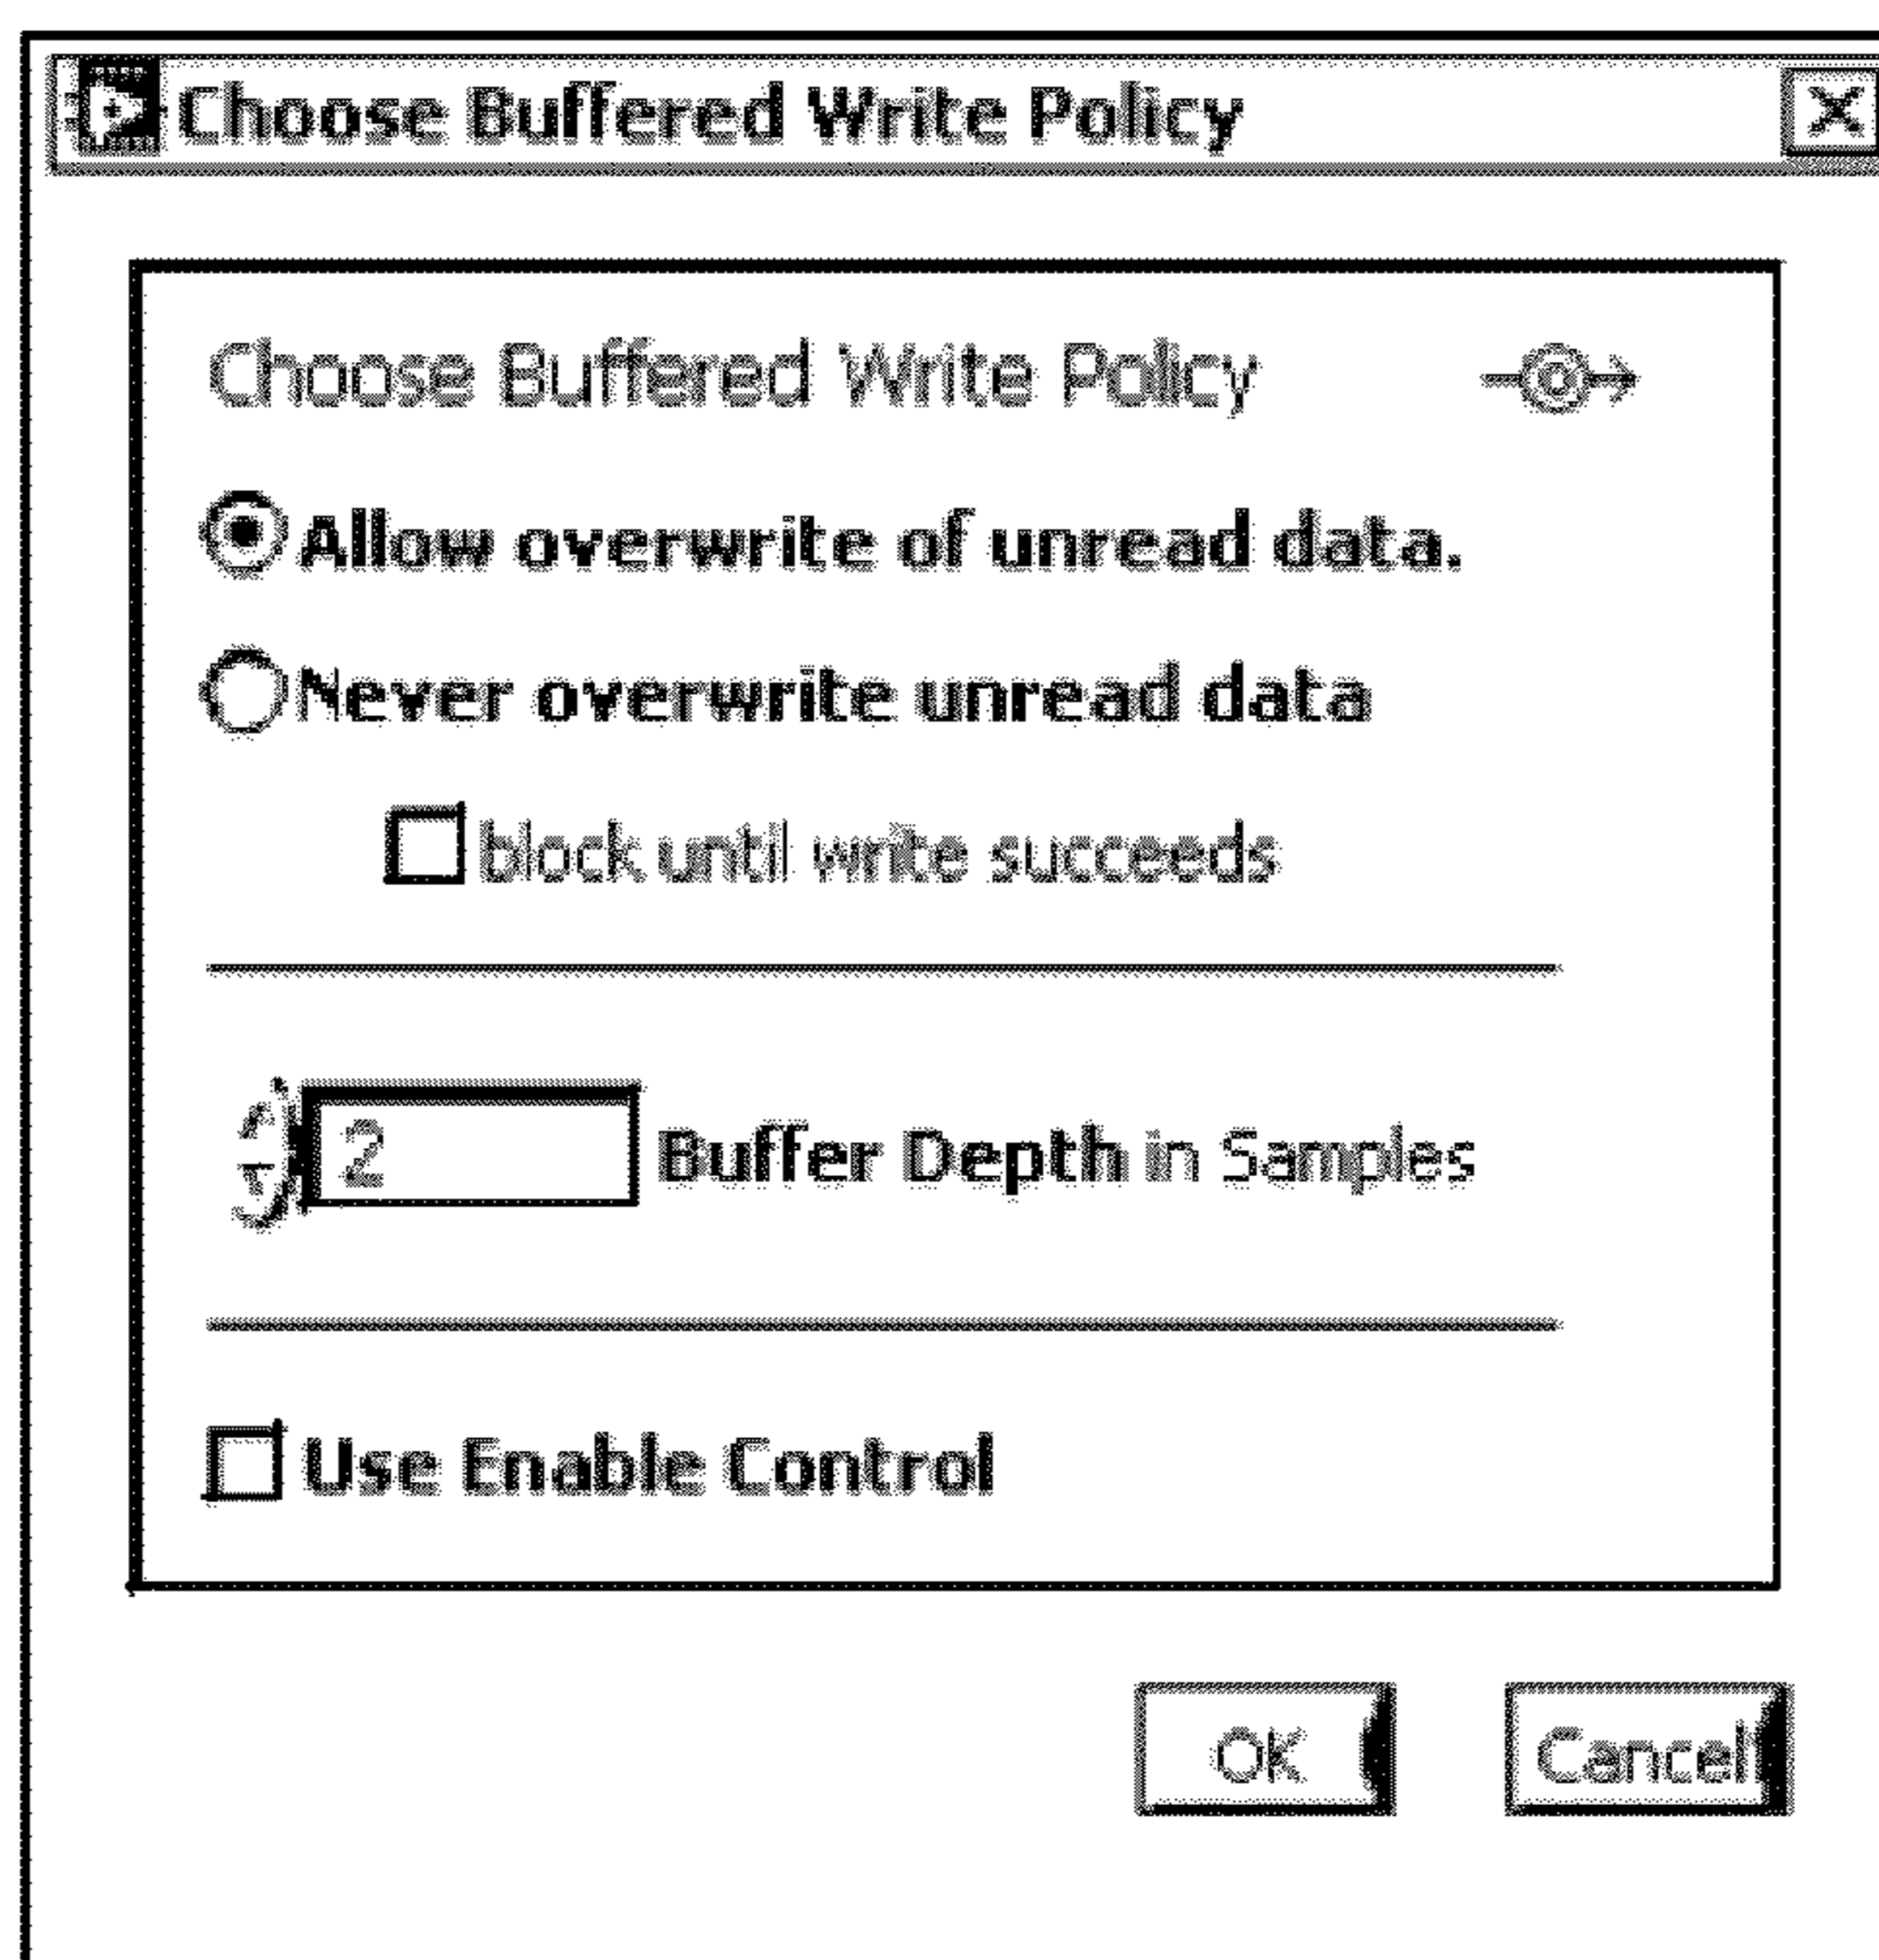 Choose Buffered Write Policy
Choose Buffered Write Policy
Allow overwrite of unread data.
Never overwrite unread data
block until write succeeds
2 Buffer Depth in Samples
Use Enable Control
OK Cancel